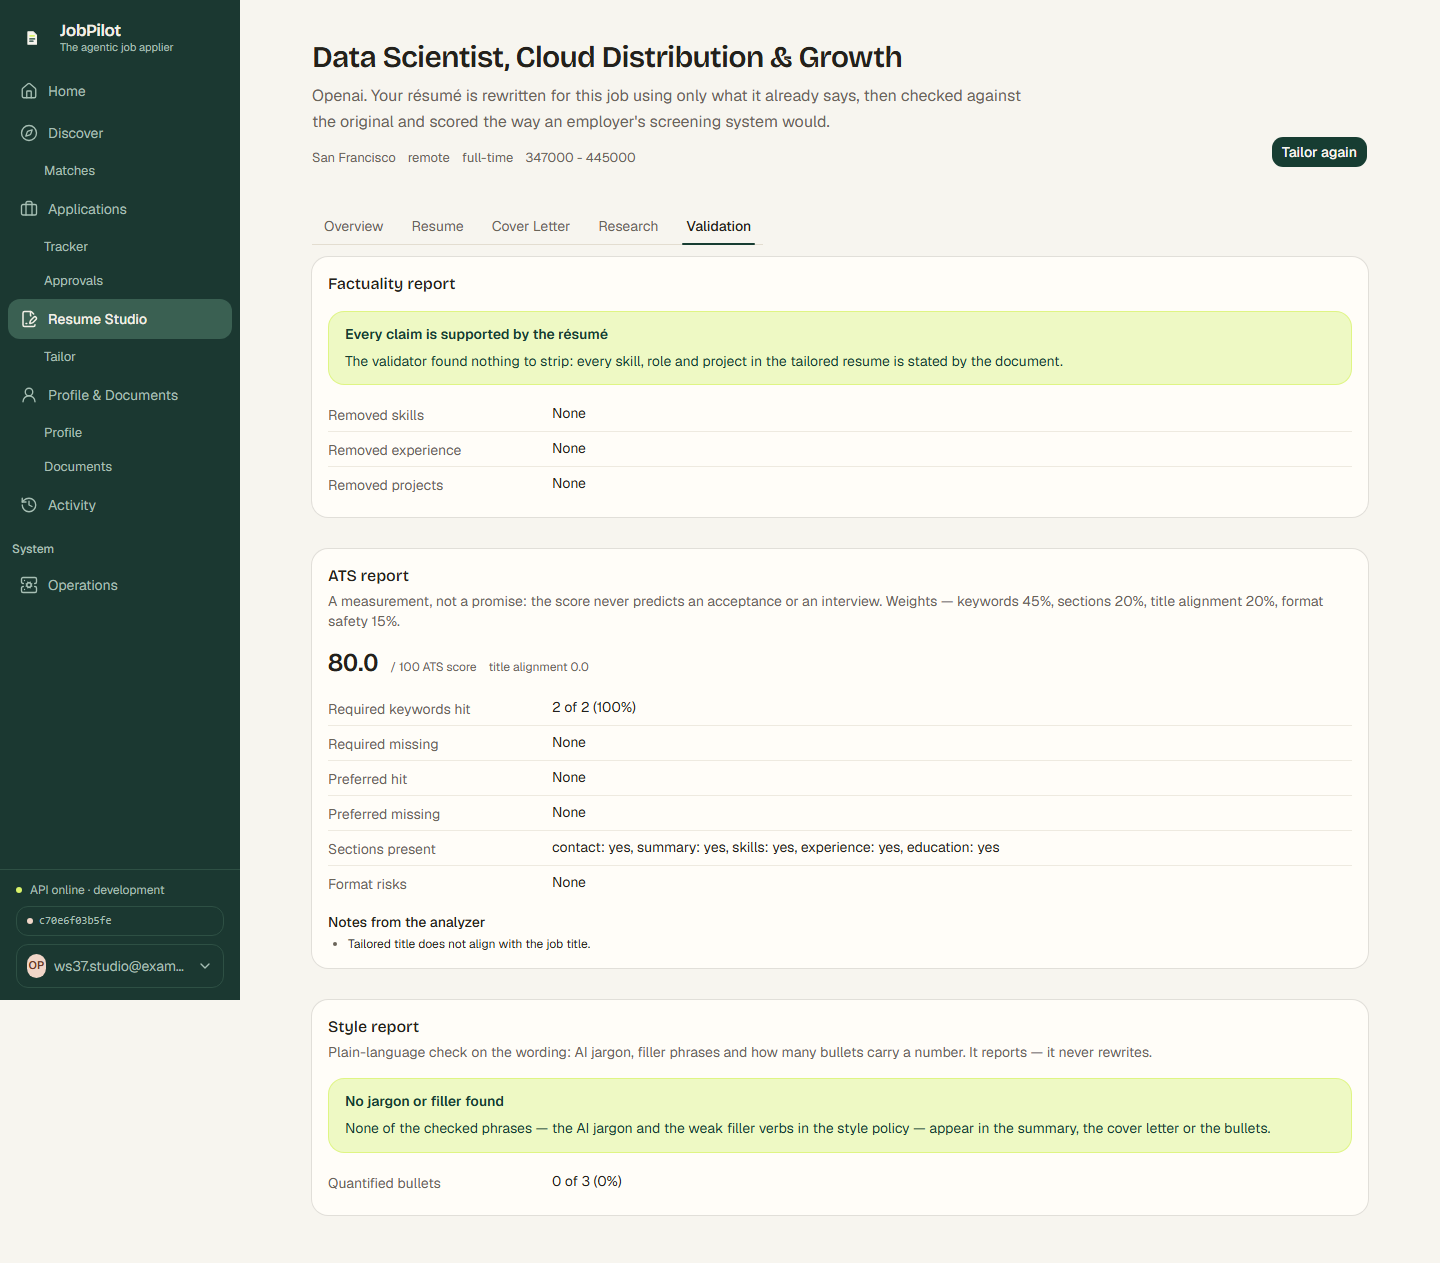 JobPilot
The agentic job applier
Home
Discover
Matches
Applications
Tracker
Approvals
Resume Studio
Tailor
Profile & Documents
Profile
Documents
Activity
System
Operations
API online · development
c70e6f03b5fe
OP ws37.studio@exam...
Data Scientist, Cloud Distribution & Growth
Openai. Your résumé is rewritten for this job using only what it already says, then checked against
the original and scored the way an employer's screening system would.
San Francisco remote full-time 347000 - 445000
Tailor again
Overview Resume Cover Letter Research Validation
Factuality report
Every claim is supported by the résumé
The validator found nothing to strip: every skill, role and project in the tailored resume is stated by the document.
Removed skills None
Removed experience None
Removed projects None
ATS report
A measurement, not a promise: the score never predicts an acceptance or an interview. Weights — keywords 45%, sections 20%, title alignment 20%, format
safety 15%.
80.0 / 100 ATS score title alignment 0.0
Required keywords hit 2 of 2 (100%)
Required missing None
Preferred hit None
Preferred missing None
Sections present contact: yes, summary: yes, skills: yes, experience: yes, education: yes
Format risks None
Notes from the analyzer
• Tailored title does not align with the job title.
Style report
Plain-language check on the wording: AI jargon, filler phrases and how many bullets carry a number. It reports — it never rewrites.
No jargon or filler found
None of the checked phrases — the AI jargon and the weak filler verbs in the style policy — appear in the summary, the cover letter or the bullets.
Quantified bullets 0 of 3 (0%)